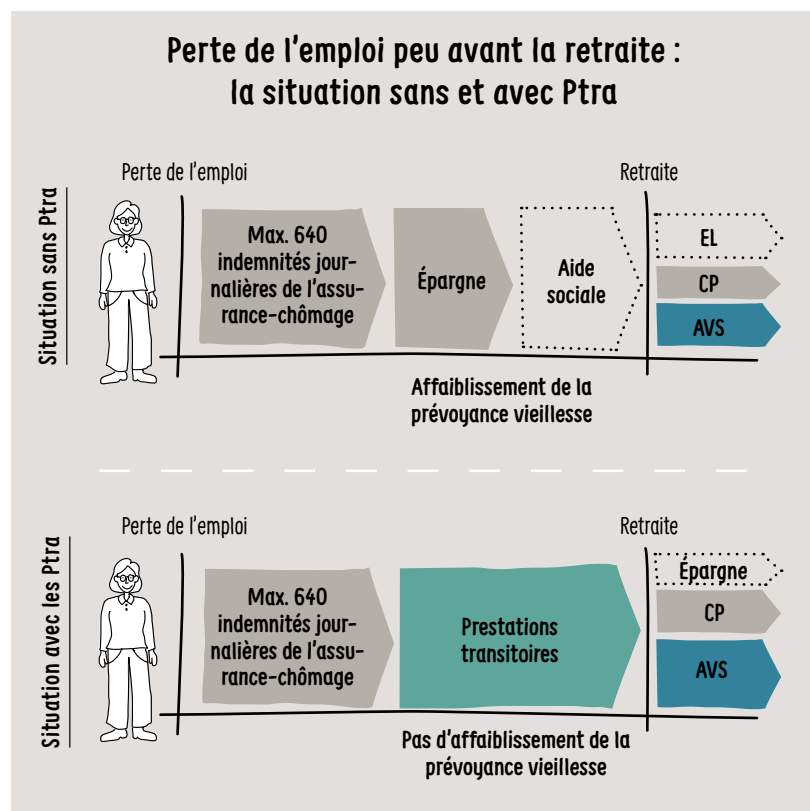 Perte de l'emploi peu avant la retraite :
la situation sans et avec Ptra
Situation sans Ptra
Perte de l'emploi
Retraite
Max. 640
indemnités jour-
nalières de l'assu-
rance-chômage
Épargne
Aide
sociale
EL
CP
AVS
Affaiblissement de la
prévoyance vieillesse
Situation avec les Ptra
Perte de l'emploi
Retraite
Max. 640
indemnités jour-
nalières de l'assu-
rance-chômage
Prestations
transitoires
Épargne
CP
AVS
Pas d'affaiblissement de la
prévoyance vieillesse